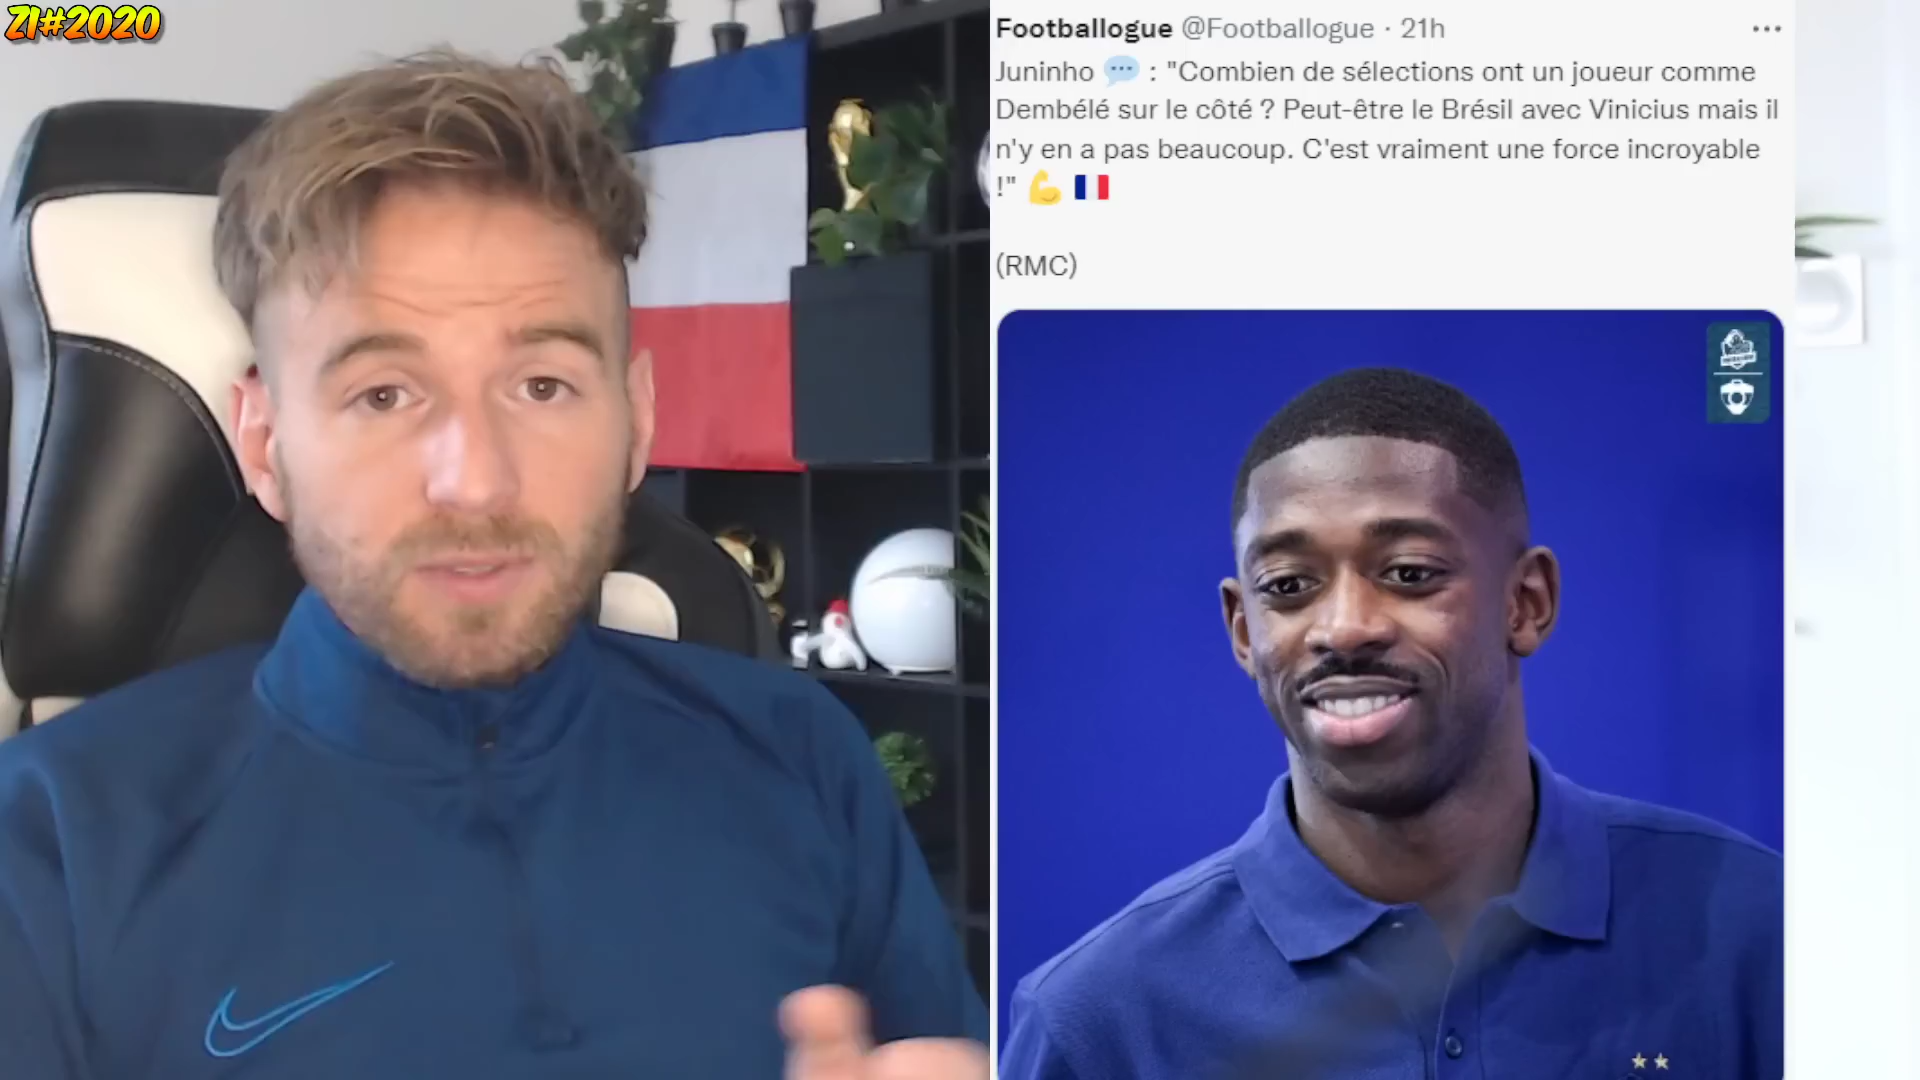 ZI#2020
Footballogue @Footballogue · 21h
Juninho 💬 : "Combien de sélections ont un joueur comme
Dembélé sur le côté ? Peut-être le Brésil avec Vinicius mais il
n'y en a pas beaucoup. C'est vraiment une force incroyable
!" 💪 🇫🇷
(RMC)